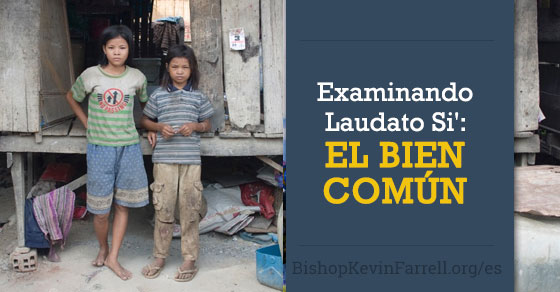 Examinando
Laudato Si':
EL BIEN
COMÚN
BishopKevinFarrell.org/es